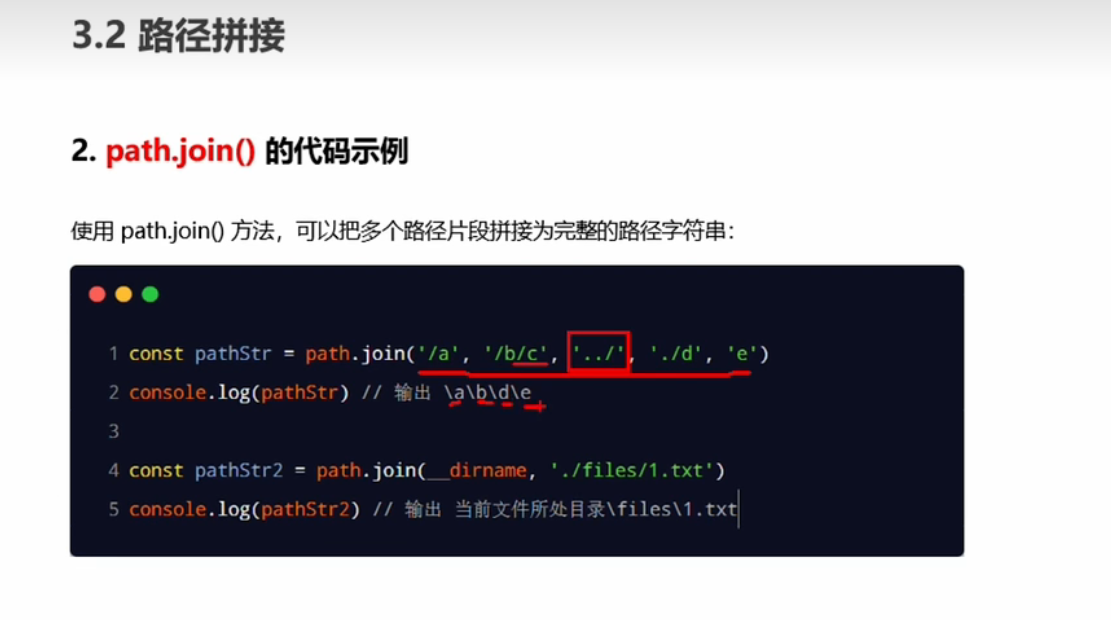 3.2 路径拼接
2. path.join() 的代码示例
使用 path.join() 方法，可以把多个路径片段拼接为完整的路径字符串：
1 const pathStr = path.join('/a', '/b/c', '../', './d', 'e')
2 console.log(pathStr) // 输出 \a\b\d\e
3
4 const pathStr2 = path.join(__dirname, './files/1.txt')
5 console.log(pathStr2) // 输出 当前文件所处目录\files\1.txt